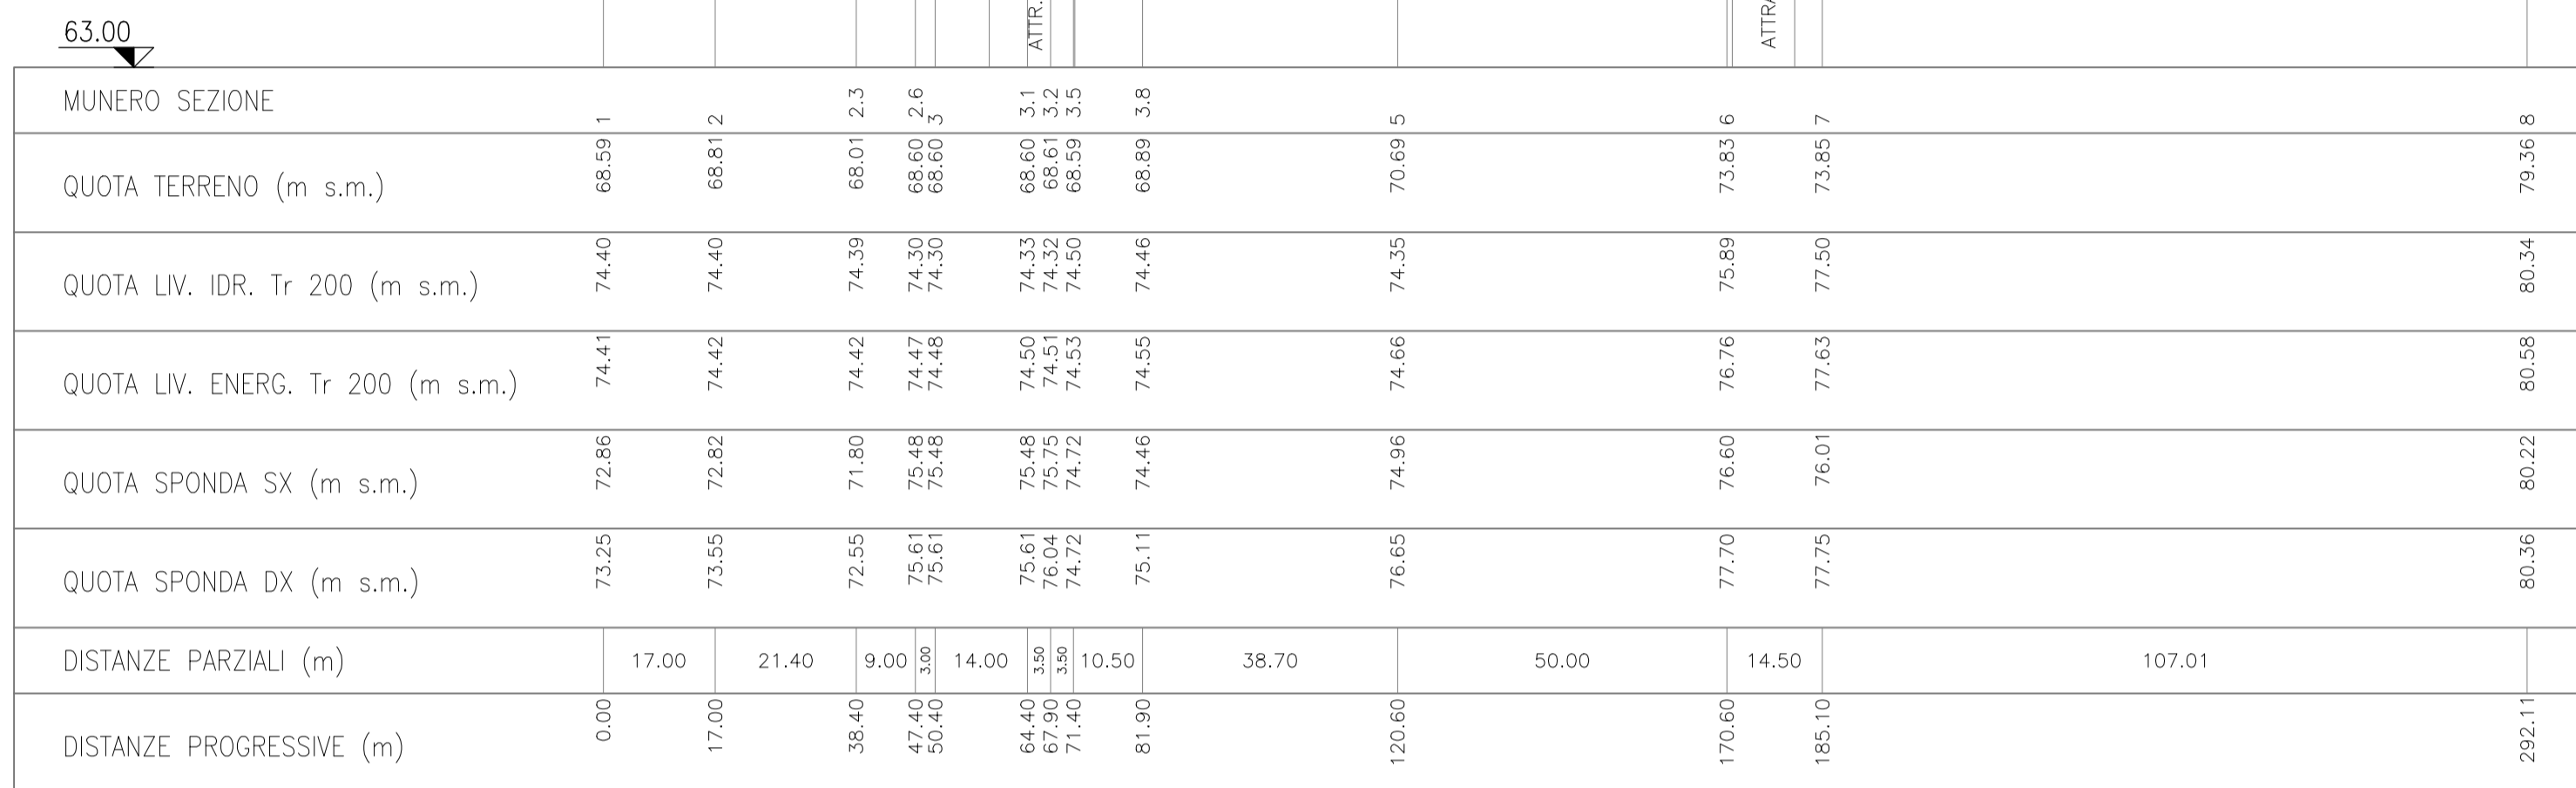 ATTR.
ATTRA
63.00
MUNERO SEZIONE 1 2 2.3 2.6 3 3.1 3.2 3.5 3.8 5 6 7 8
QUOTA TERRENO (m s.m.) 68.59 68.81 68.01 68.60 68.60 68.60 68.61 68.59 68.89 70.69 73.83 73.85 79.36
QUOTA LIV. IDR. Tr 200 (m s.m.) 74.40 74.40 74.39 74.30 74.30 74.33 74.32 74.50 74.46 74.35 75.89 77.50 80.34
QUOTA LIV. ENERG. Tr 200 (m s.m.) 74.41 74.42 74.42 74.47 74.48 74.50 74.51 74.53 74.55 74.66 76.76 77.63 80.58
QUOTA SPONDA SX (m s.m.) 72.86 72.82 71.80 75.48 75.48 75.48 75.75 74.72 74.46 74.96 76.60 76.01 80.22
QUOTA SPONDA DX (m s.m.) 73.25 73.55 72.55 75.61 75.61 75.61 76.04 74.72 75.11 76.65 77.70 77.75 80.36
DISTANZE PARZIALI (m) 17.00 21.40 9.00 3.00 14.00 3.50 3.50 10.50 38.70 50.00 14.50 107.01
DISTANZE PROGRESSIVE (m) 0.00 17.00 38.40 47.40 50.40 64.40 67.90 71.40 81.90 120.60 170.60 185.10 292.11